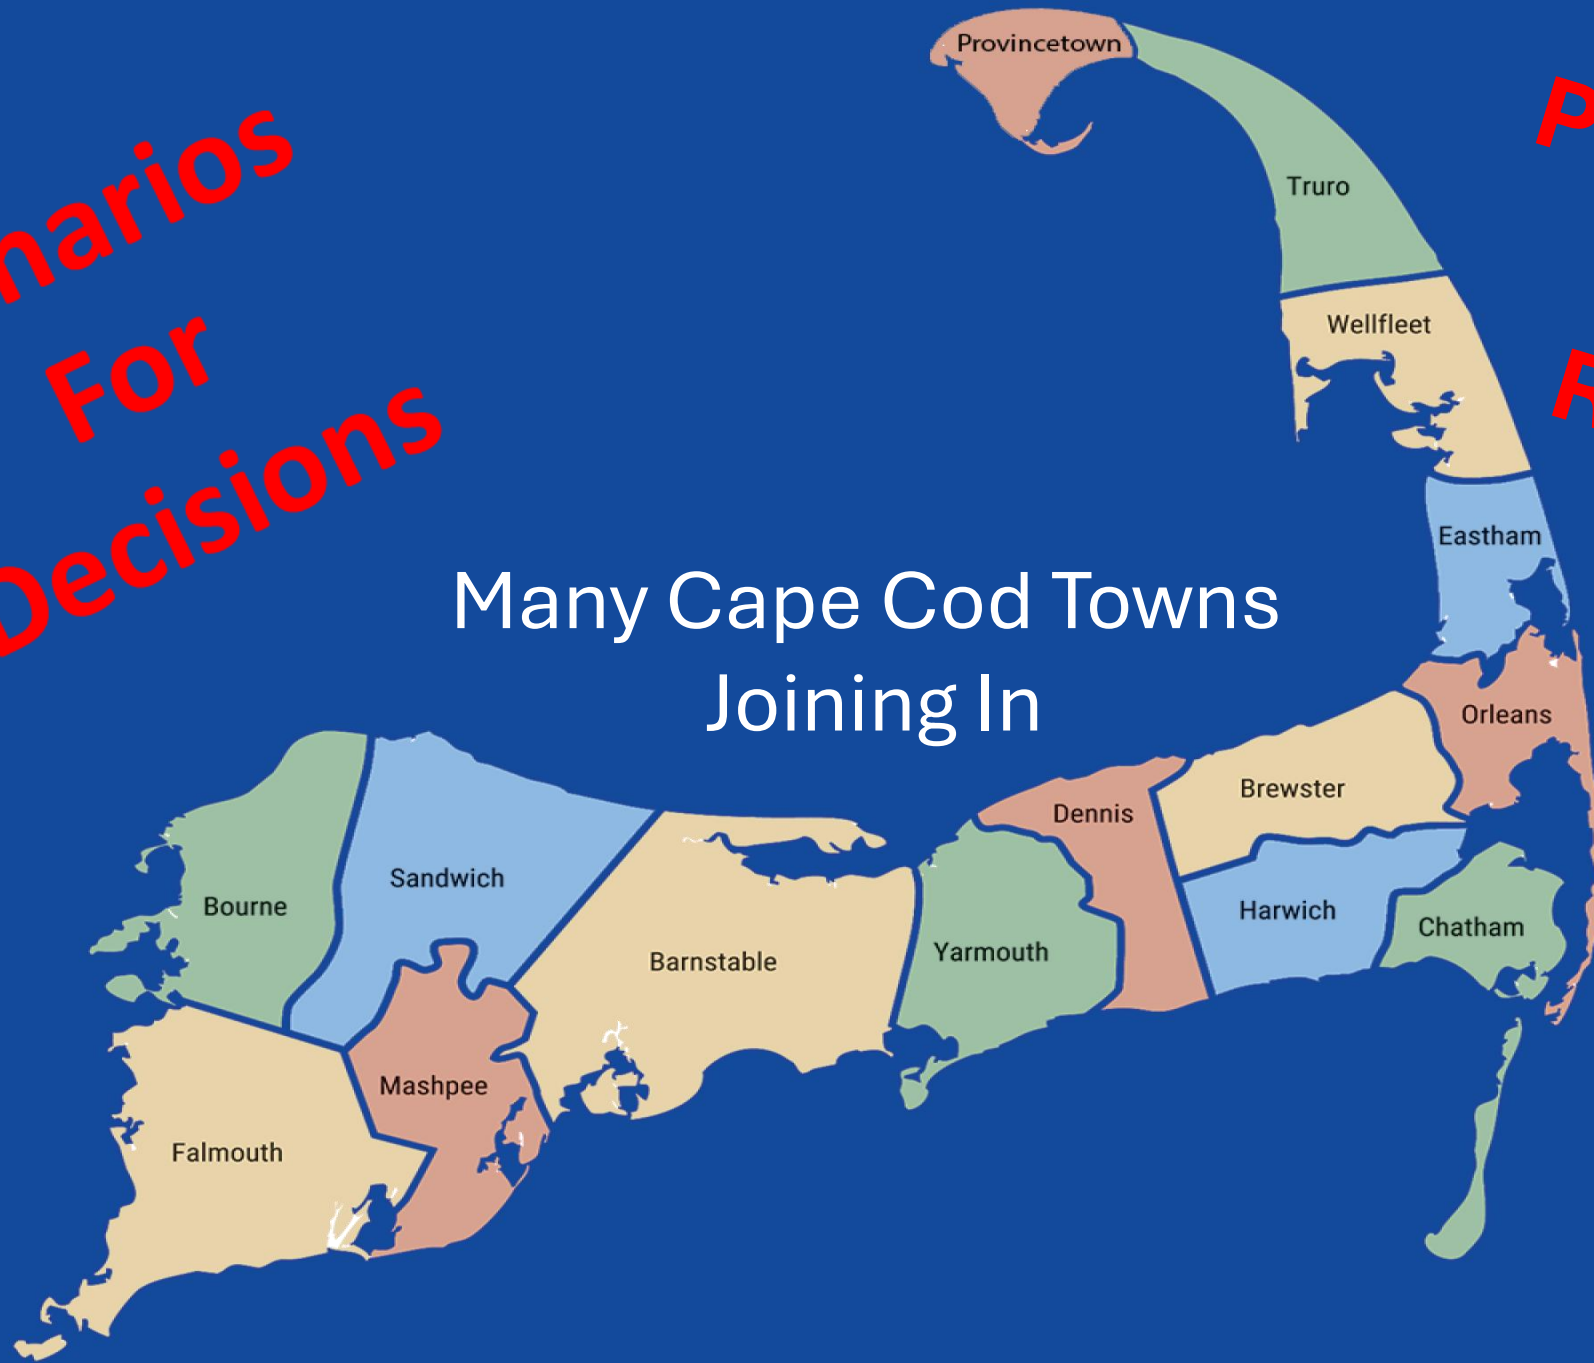 narios
For
Decisions
P
R
Many Cape Cod Towns
Joining In
Provincetown
Truro
Wellfleet
Eastham
Orleans
Brewster
Dennis
Harwich
Chatham
Yarmouth
Barnstable
Sandwich
Bourne
Mashpee
Falmouth